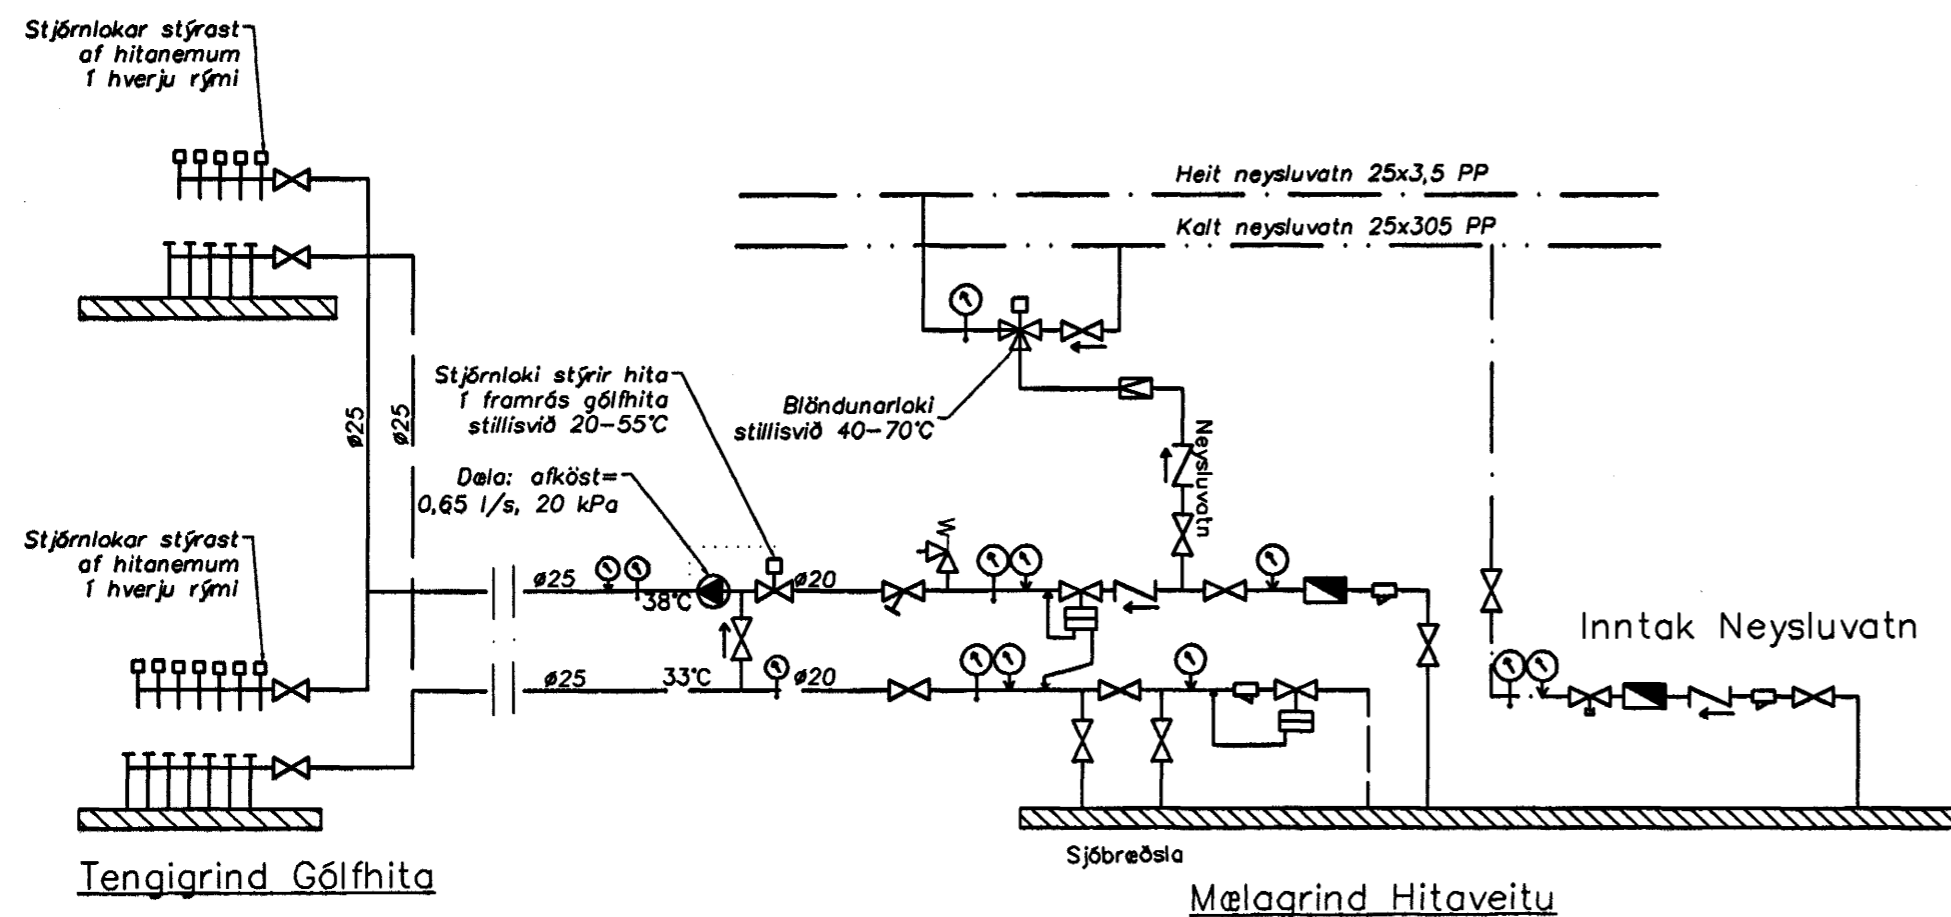 Stjórnlokar stýrast
af hitanemum
í hverju rými
Heit neysluvatn 25x3,5 PP
Kalt neysluvatn 25x305 PP
Stjórnloki stýrir hita
í framrás gólfhita
stillisvið 20-55°C
Blöndunarloki
stillisvið 40-70°C
ø25
ø25
Neysluvatn
Dæla: afköst=
0,65 l/s, 20 kPa
Stjórnlokar stýrast
af hitanemum
í hverju rými
ø25
38°C
ø20
Inntak Neysluvatn
ø25
33°C
ø20
Sjóbræðsla
Tengigrind Gólfhita
Mælagrind Hitaveitu